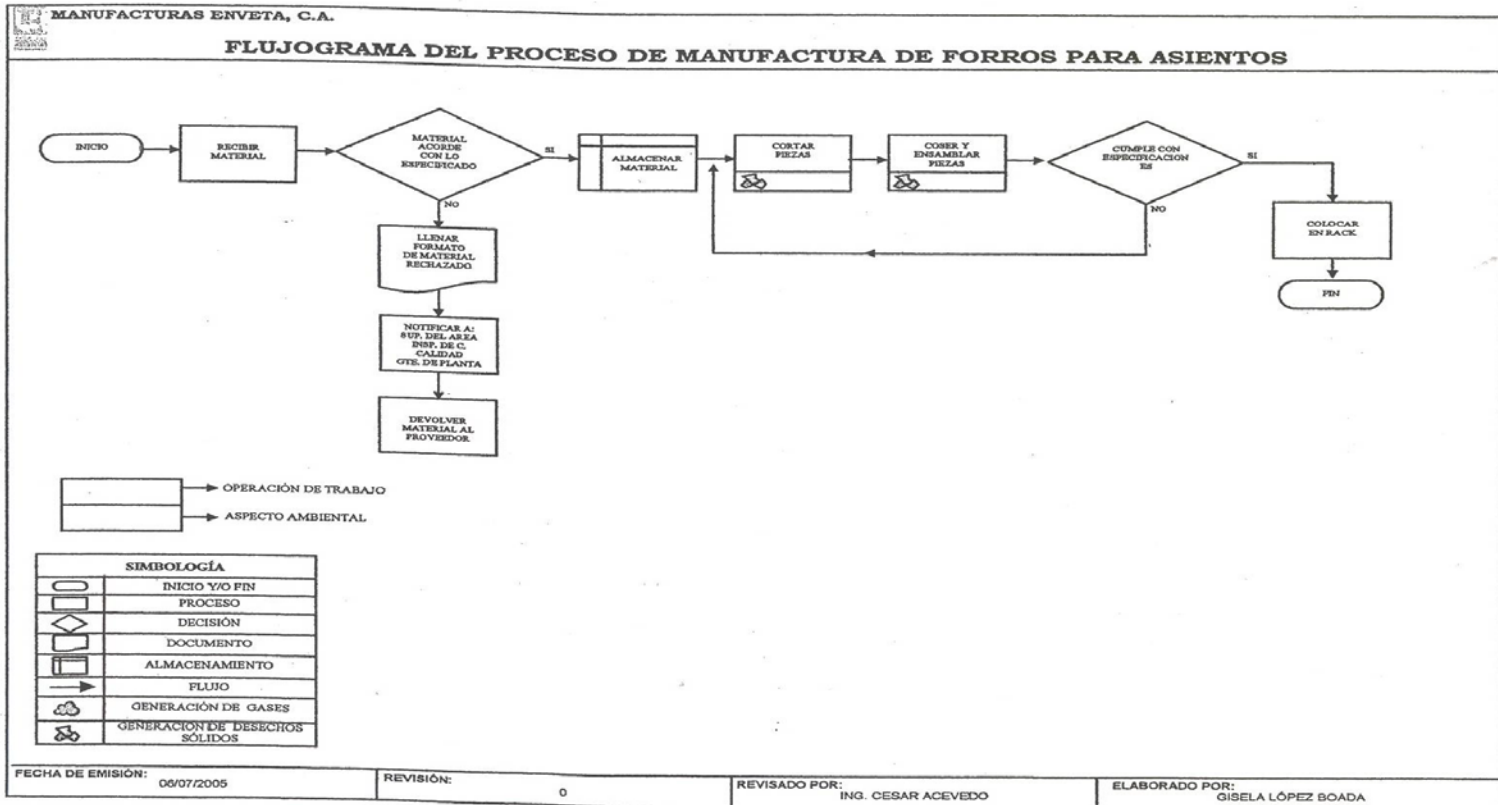 MANUFACTURAS ENVETA, C.A.
FLUJOGRAMA DEL PROCESO DE MANUFACTURA DE FORROS PARA ASIENTOS
INICIO
RECIBIR
MATERIAL
MATERIAL
ACORDE
CON LO
ESPECIFICADO
SI
ALMACENAR
MATERIAL
CORTAR
PIEZAS
COSER Y
ENSAMBLAR
PIEZAS
CUMPLE CON
ESPECIFICACION
ES
SI
NO
NO
COLOCAR
EN RACK
FIN
LLENAR
FORMATO
DE MATERIAL
RECHAZADO
NOTIFICAR A:
SUP. DEL AREA
INSP. DE C.
CALIDAD
GTE. DE PLANTA
DEVOLVER
MATERIAL AL
PROVEEDOR
OPERACIÓN DE TRABAJO
ASPECTO AMBIENTAL
SIMBOLOGÍA
INICIO Y/O FIN
PROCESO
DECISIÓN
DOCUMENTO
ALMACENAMIENTO
FLUJO
GENERACIÓN DE GASES
GENERACIÓN DE DESECHOS
SÓLIDOS
FECHA DE EMISIÓN:
06/07/2005
REVISIÓN:
0
REVISADO POR:
ING. CESAR ACEVEDO
ELABORADO POR:
GISELA LÓPEZ BOADA